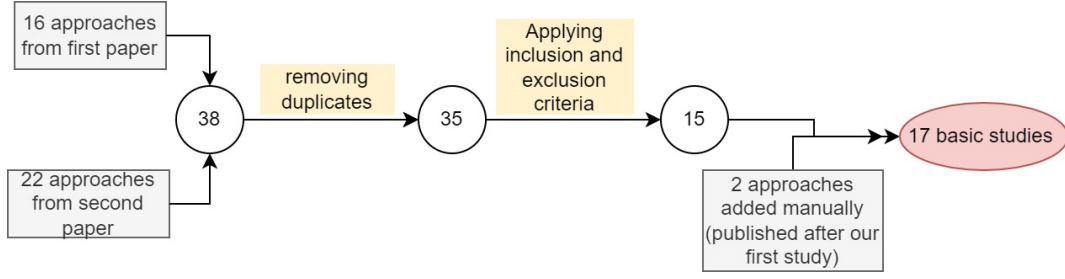 16 approaches
from first paper
22 approaches
from second
paper
38
removing
duplicates
35
Applying
inclusion and
exclusion
criteria
15
2 approaches
added manually
(published after our
first study)
17 basic studies